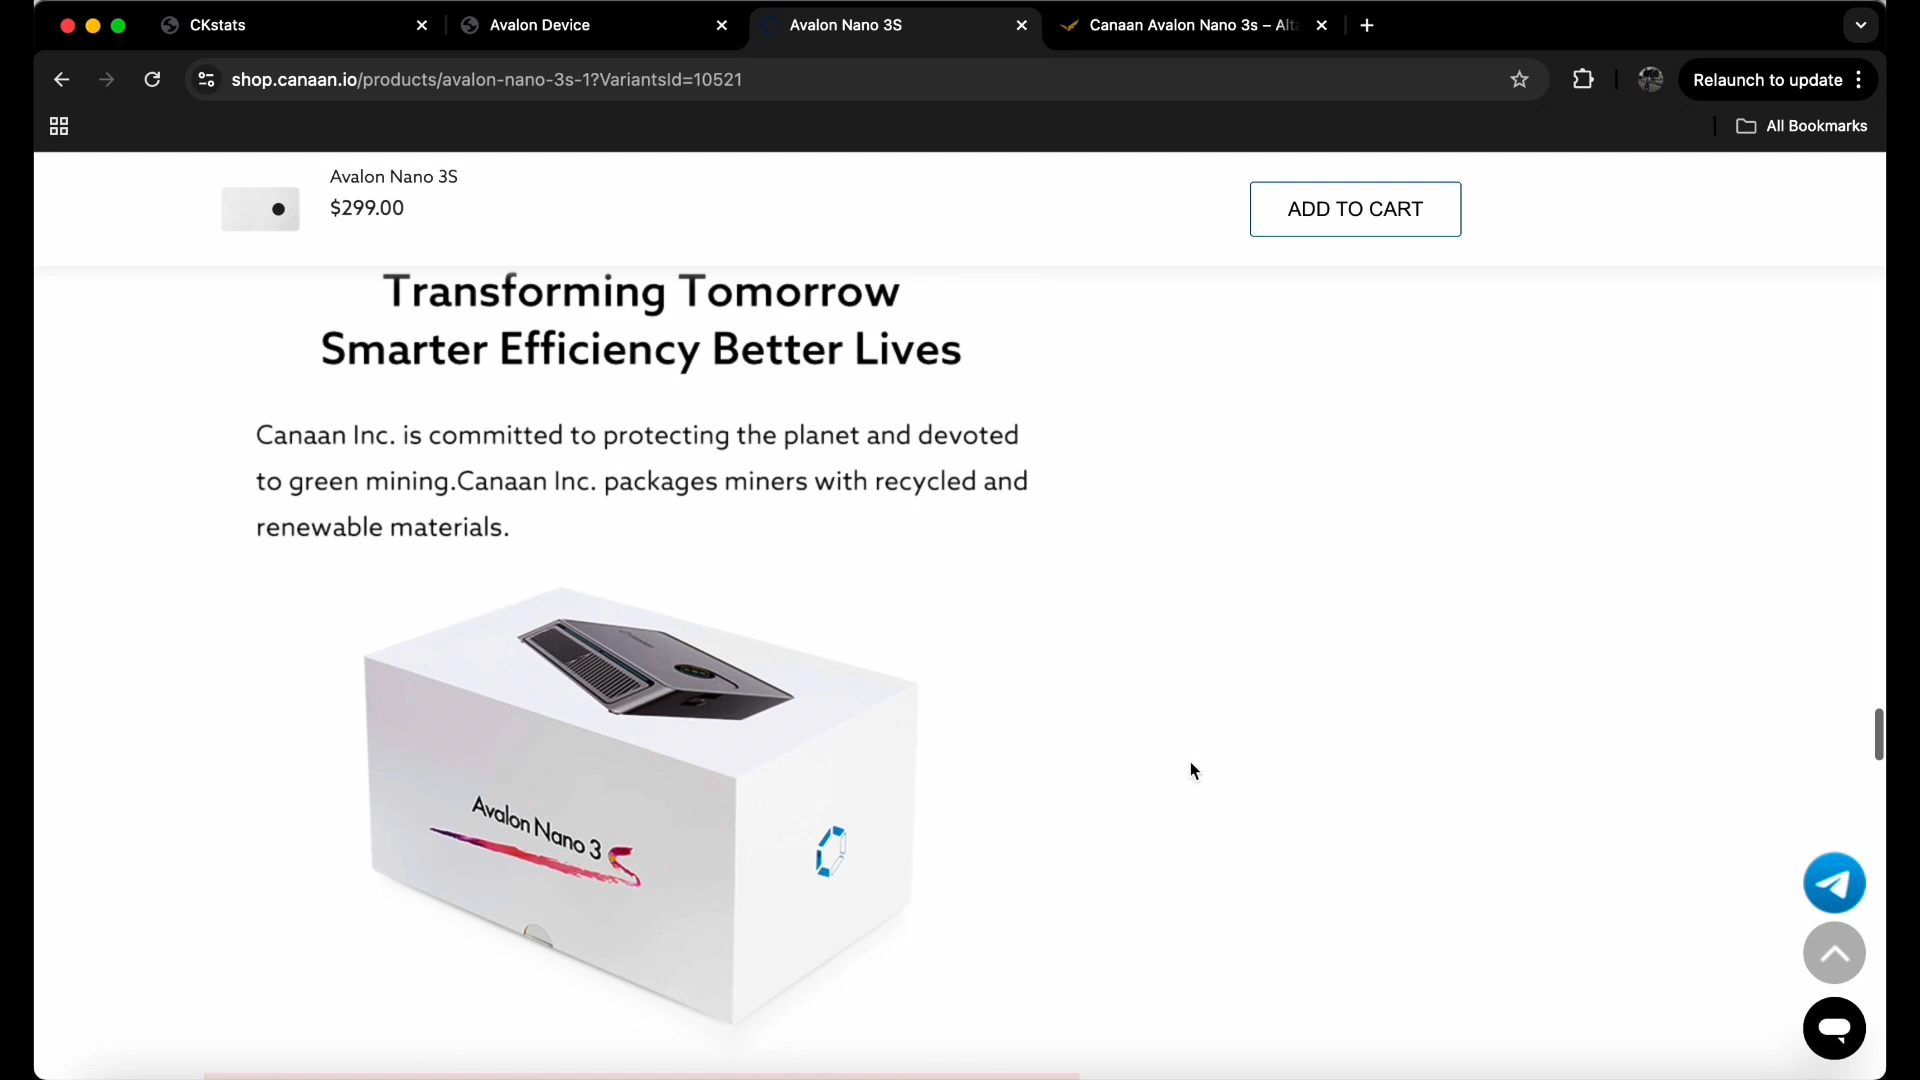 CKstats
Avalon Device
Avalon Nano 3S
Canaan Avalon Nano 3s – Alta
shop.canaan.io/products/avalon-nano-3s-1?VariantsId=10521
Relaunch to update
All Bookmarks
Avalon Nano 3S
$299.00
ADD TO CART
Transforming Tomorrow
Smarter Efficiency Better Lives
Canaan Inc. is committed to protecting the planet and devoted
to green mining.Canaan Inc. packages miners with recycled and
renewable materials.
Avalon Nano 3S